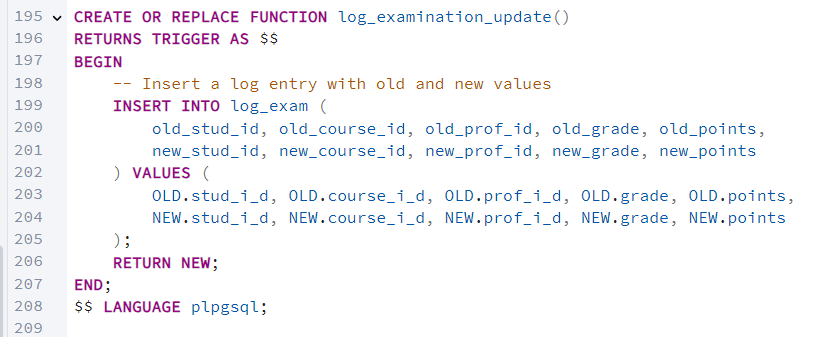 195 CREATE OR REPLACE FUNCTION log_examination_update()
196 RETURNS TRIGGER AS $$
197 BEGIN
198     -- Insert a log entry with old and new values
199     INSERT INTO log_exam (
200         old_stud_id, old_course_id, old_prof_id, old_grade, old_points,
201         new_stud_id, new_course_id, new_prof_id, new_grade, new_points
202     ) VALUES (
203         OLD.stud_i_d, OLD.course_i_d, OLD.prof_i_d, OLD.grade, OLD.points,
204         NEW.stud_i_d, NEW.course_i_d, NEW.prof_i_d, NEW.grade, NEW.points
205     );
206     RETURN NEW;
207 END;
208 $$ LANGUAGE plpgsql;
209